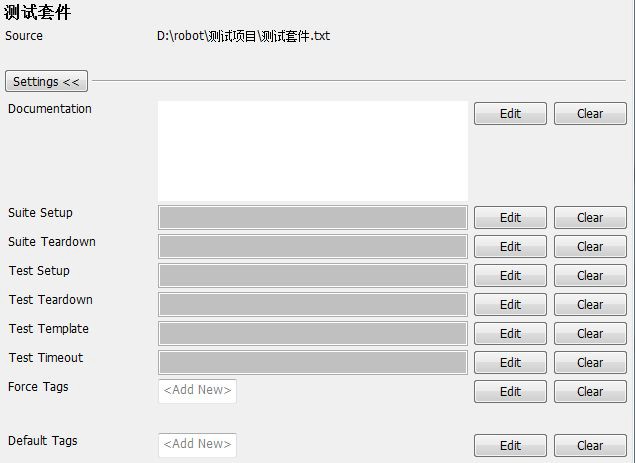 测试套件
Source D:\robot\测试项目\测试套件.txt
Settings <<
Documentation Edit Clear
Suite Setup Edit Clear
Suite Teardown Edit Clear
Test Setup Edit Clear
Test Teardown Edit Clear
Test Template Edit Clear
Test Timeout Edit Clear
Force Tags <Add New> Edit Clear
Default Tags <Add New> Edit Clear